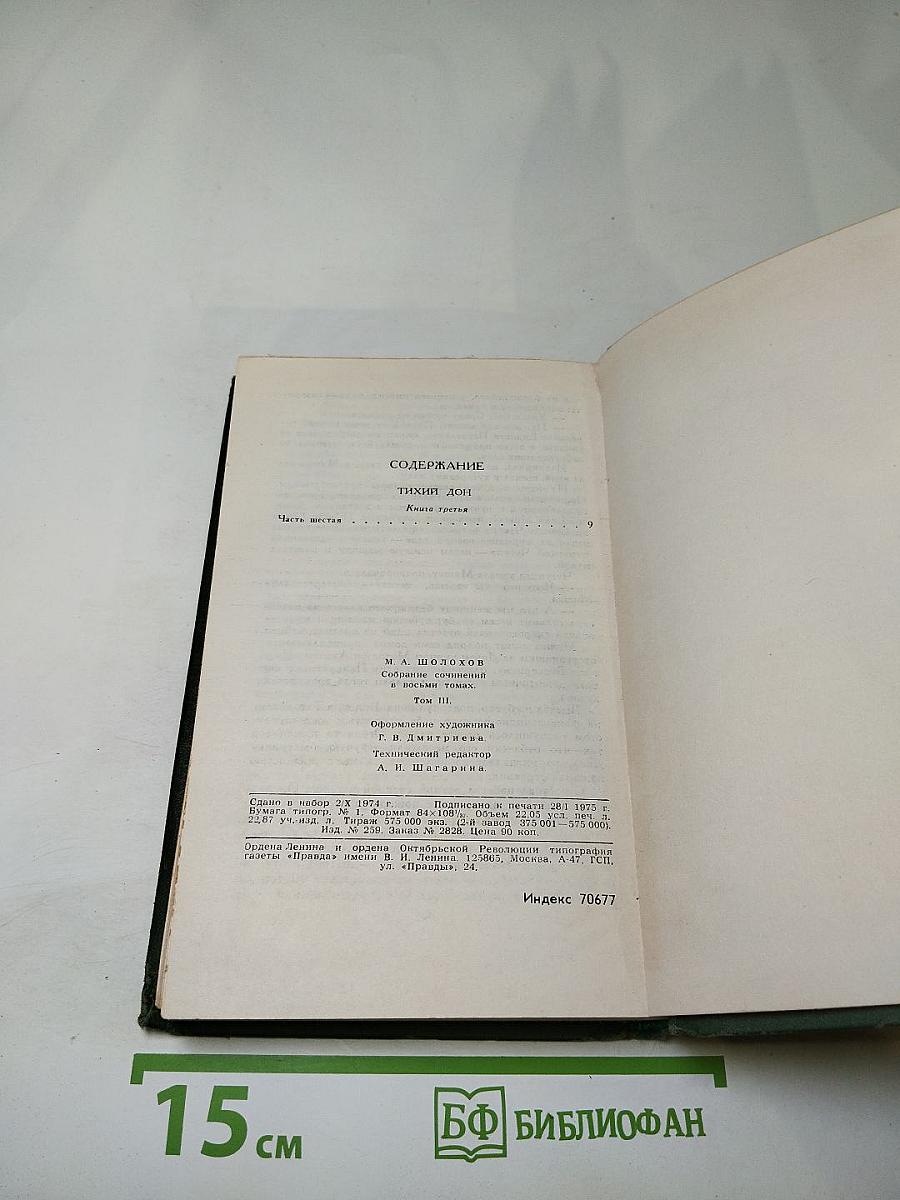 СОДЕРЖАНИЕ
ТИХИЙ ДОН
Книга третья
Часть шестая . . . . . . . . . . . . . . . . . . . 9
М. А. ШОЛОХОВ
Собрание сочинений
в восьми томах.
Том III.
Оформление художника
Г. В. Дмитриева.
Технический редактор
А. И. Шагарина.
Сдано в набор 2/X 1974 г. Подписано к печати 28/I 1975 г.
Бумага типогр. № 1. Формат 84×108¹/₃₂. Объем 22,05 усл. печ. л.
22,87 уч.-изд. л. Тираж 575 000 экз. (2-й завод 375 001—575 000).
Изд. № 259. Заказ № 2828. Цена 90 коп.
Ордена Ленина и ордена Октябрьской Революции типография
газеты «Правда» имени В. И. Ленина. 125865, Москва, А-47, ГСП,
ул. «Правды», 24.
Индекс 70677
15 см
БФ БИБЛИОФАН